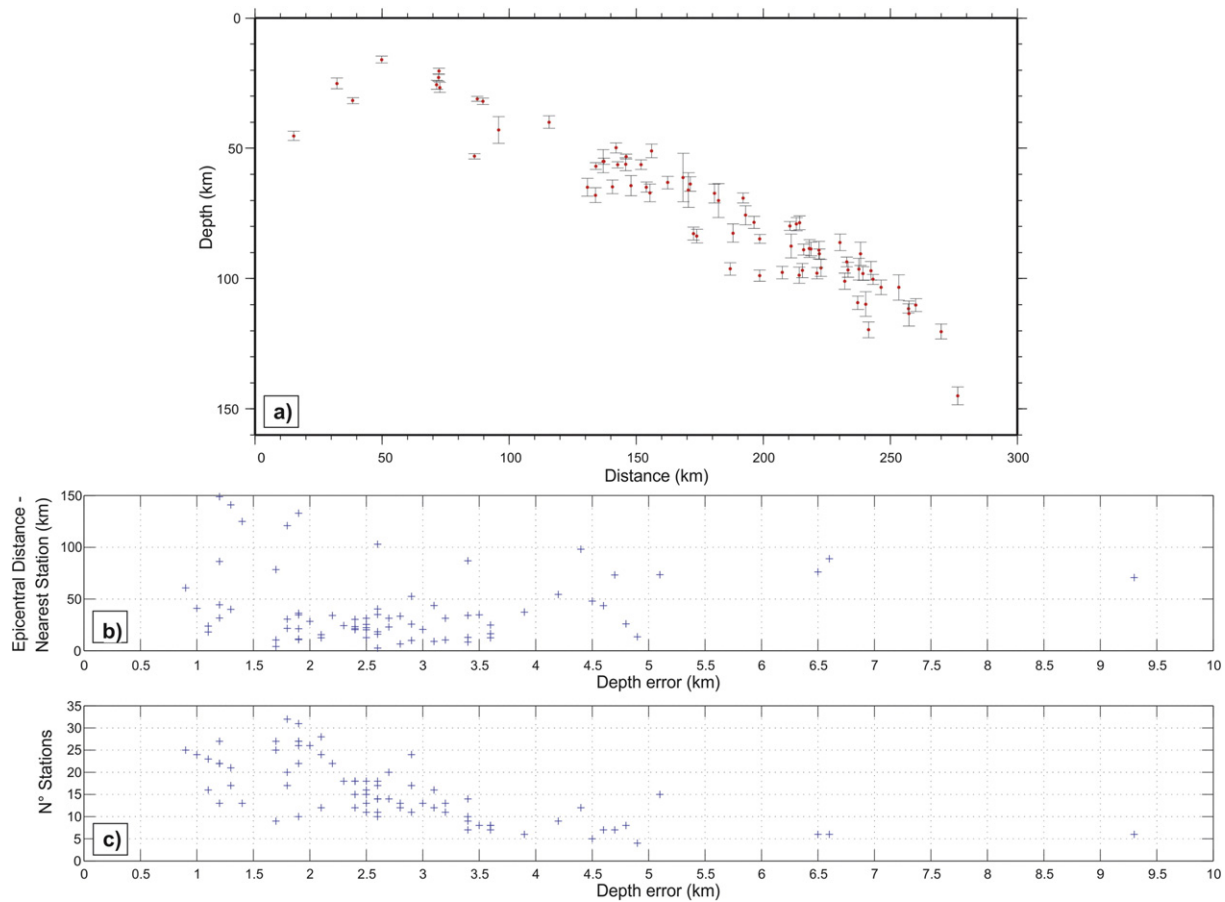 0
50
100
150
Depth (km)
a)
0 50 100 150 200 250 300
Distance (km)
150
100
50
0
Epicentral Distance -
Nearest Station (km)
b)
0 0.5 1 1.5 2 2.5 3 3.5 4 4.5 5 5.5 6 6.5 7 7.5 8 8.5 9 9.5 10
Depth error (km)
35
30
25
20
15
10
5
0
N° Stations
c)
0 0.5 1 1.5 2 2.5 3 3.5 4 4.5 5 5.5 6 6.5 7 7.5 8 8.5 9 9.5 10
Depth error (km)